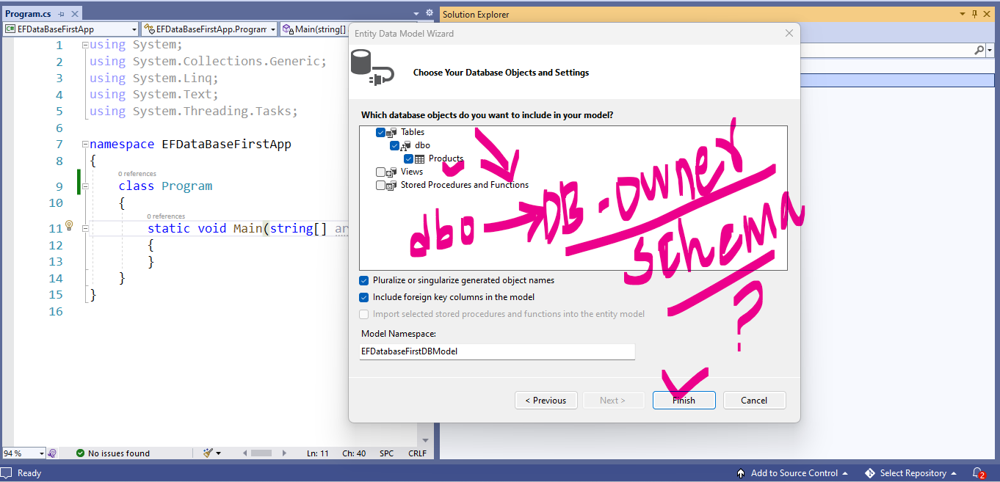 Program.cs
Solution Explorer
EFDataBaseFirstApp
EFDataBaseFirstApp.Program
Main(string[]
1 using System;
2 using System.Collections.Generic;
3 using System.Linq;
4 using System.Text;
5 using System.Threading.Tasks;
6
7 namespace EFDataBaseFirstApp
8 {
0 references
9 class Program
10 {
0 references
11 static void Main(string[] ar
12 {
13 }
14 }
15 }
16
Entity Data Model Wizard
Choose Your Database Objects and Settings
Which database objects do you want to include in your model?
Tables
dbo
Products
Views
Stored Procedures and Functions
dbo → DB - owner
schema
?
Pluralize or singularize generated object names
Include foreign key columns in the model
Import selected stored procedures and functions into the entity model
Model Namespace:
EFDatabaseFirstDBModel
< Previous
Next >
Finish
Cancel
94 %
No issues found
Ln: 11 Ch: 40 SPC CRLF
Ready
Add to Source Control
Select Repository
2